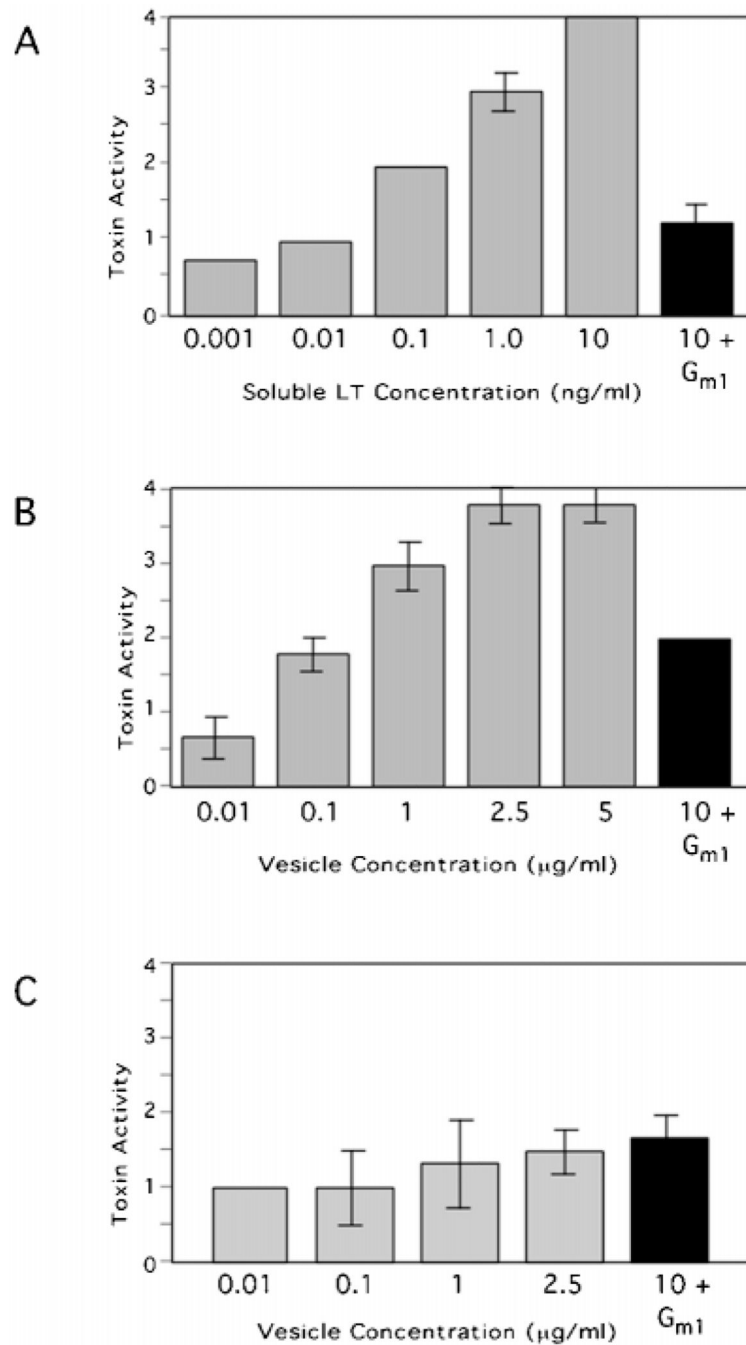 A
Toxin Activity
4
3
2
1
0
0.001 0.01 0.1 1.0 10 10 +
Gm1
Soluble LT Concentration (ng/ml)
B
Toxin Activity
4
3
2
1
0
0.01 0.1 1 2.5 5 10 +
Gm1
Vesicle Concentration (μg/ml)
C
Toxin Activity
4
3
2
1
0
0.01 0.1 1 2.5 10 +
Gm1
Vesicle Concentration (μg/ml)